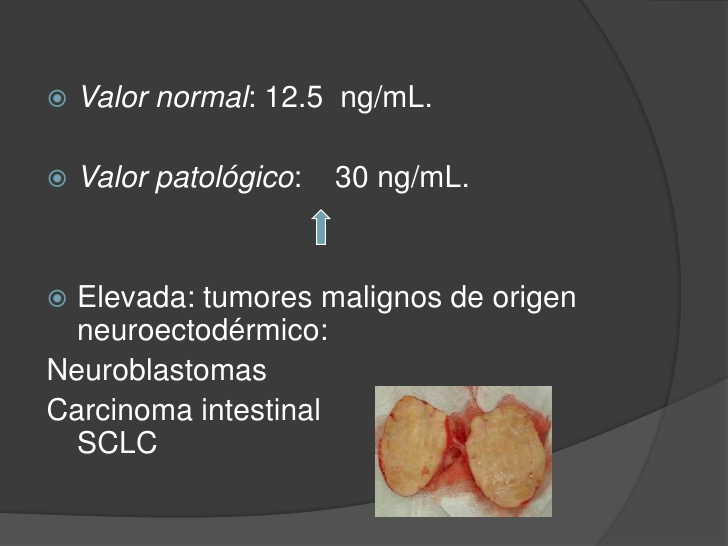 Valor normal: 12.5 ng/mL.
Valor patológico: 30 ng/mL.
Elevada: tumores malignos de origen
neuroectodérmico:
Neuroblastomas
Carcinoma intestinal
SCLC